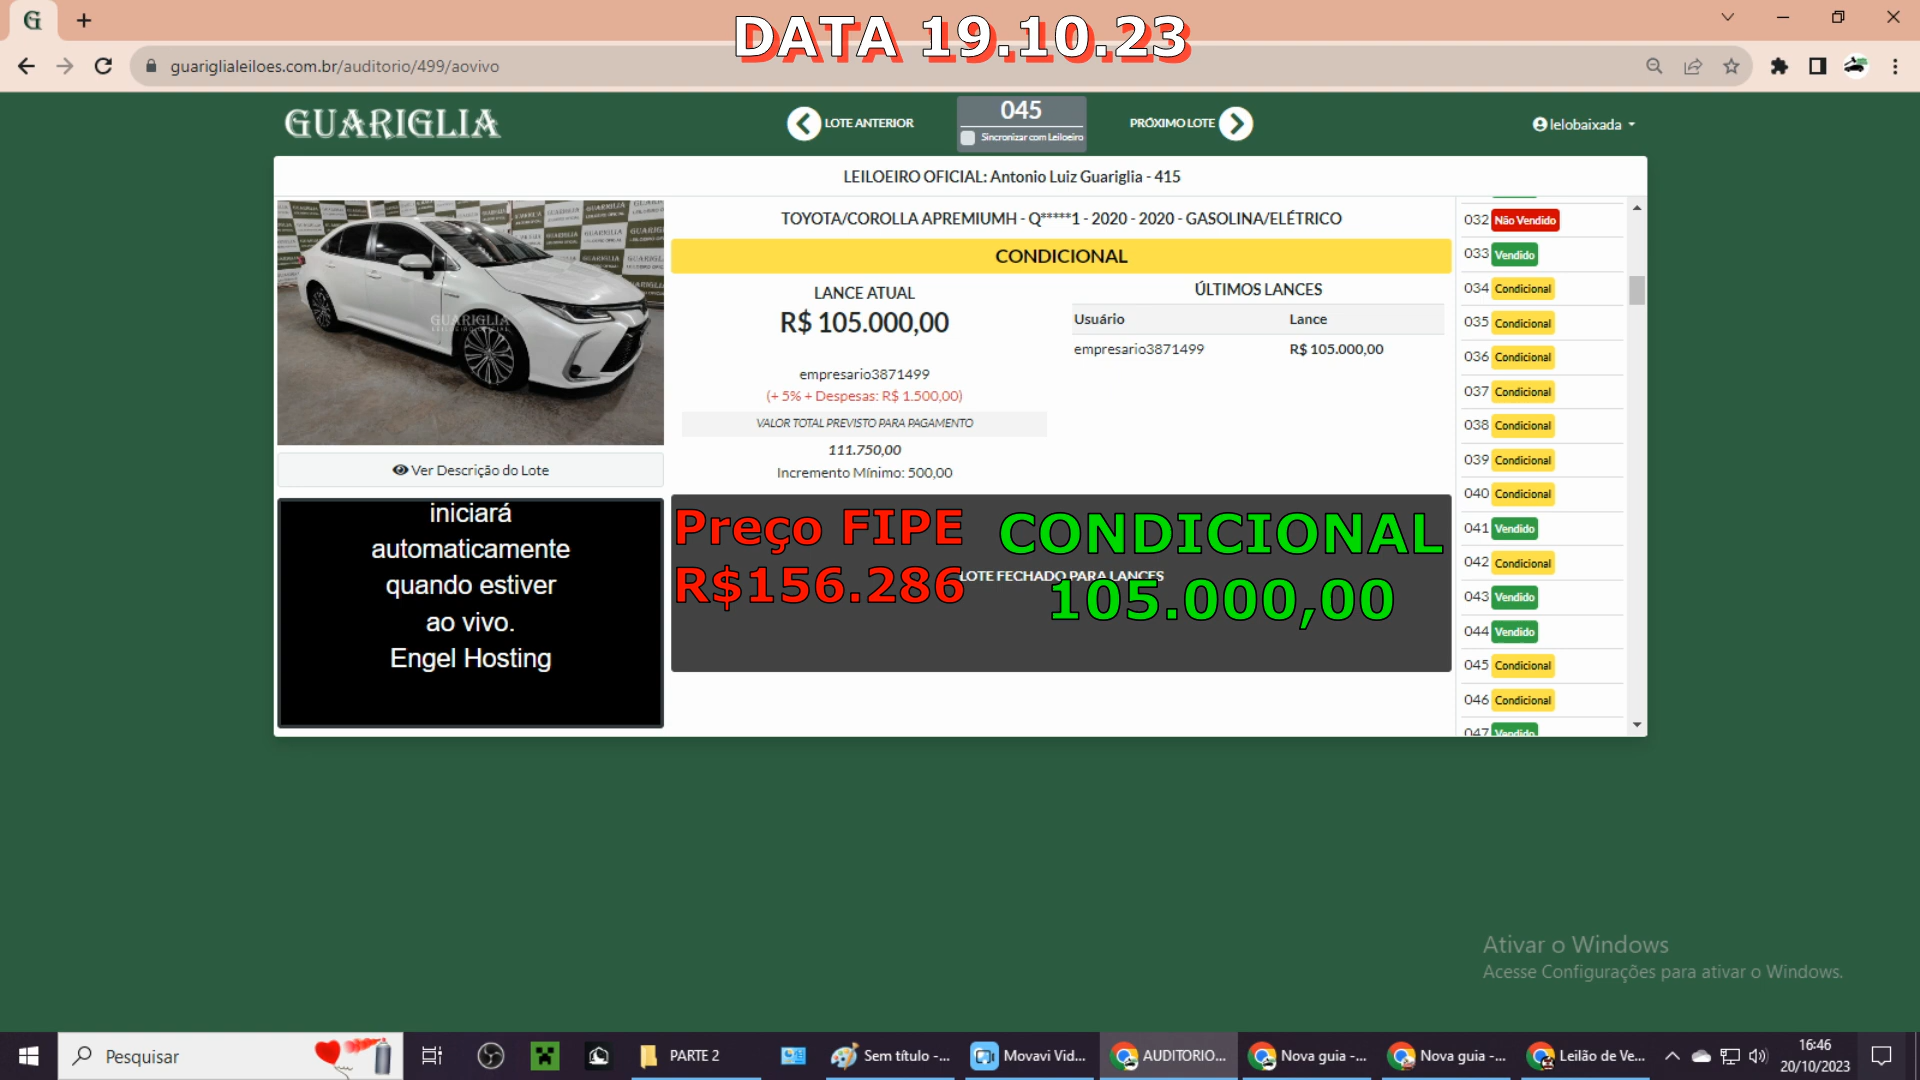 DATA 19.10.23
guariglialeiloes.com.br/auditorio/499/aovivo
GUARIGLIA
LOTE ANTERIOR
045
Sincronizar com Leiloeiro
PRÓXIMO LOTE
lelobaixada
LEILOEIRO OFICIAL: Antonio Luiz Guariglia - 415
TOYOTA/COROLLA APREMIUMH - Q*****1 - 2020 - 2020 - GASOLINA/ELÉTRICO
CONDICIONAL
LANCE ATUAL
R$ 105.000,00
empresario3871499
(+ 5% + Despesas: R$ 1.500,00)
VALOR TOTAL PREVISTO PARA PAGAMENTO
111.750,00
Incremento Mínimo: 500,00
ÚLTIMOS LANCES
Usuário Lance
empresario3871499 R$ 105.000,00
GUARIGLIA
LEILOEIRO OFICIAL
Ver Descrição do Lote
iniciará
automaticamente
quando estiver
ao vivo.
Engel Hosting
Preço FIPE
R$156.286
LOTE FECHADO PARA LANCES
CONDICIONAL
105.000,00
032 Não Vendido
033 Vendido
034 Condicional
035 Condicional
036 Condicional
037 Condicional
038 Condicional
039 Condicional
040 Condicional
041 Vendido
042 Condicional
043 Vendido
044 Vendido
045 Condicional
046 Condicional
047 Vendido
Ativar o Windows
Acesse Configurações para ativar o Windows.
Pesquisar
PARTE 2
Sem título -...
Movavi Vid...
AUDITORIO...
Nova guia -...
Nova guia -...
Leilão de Ve...
16:46
20/10/2023